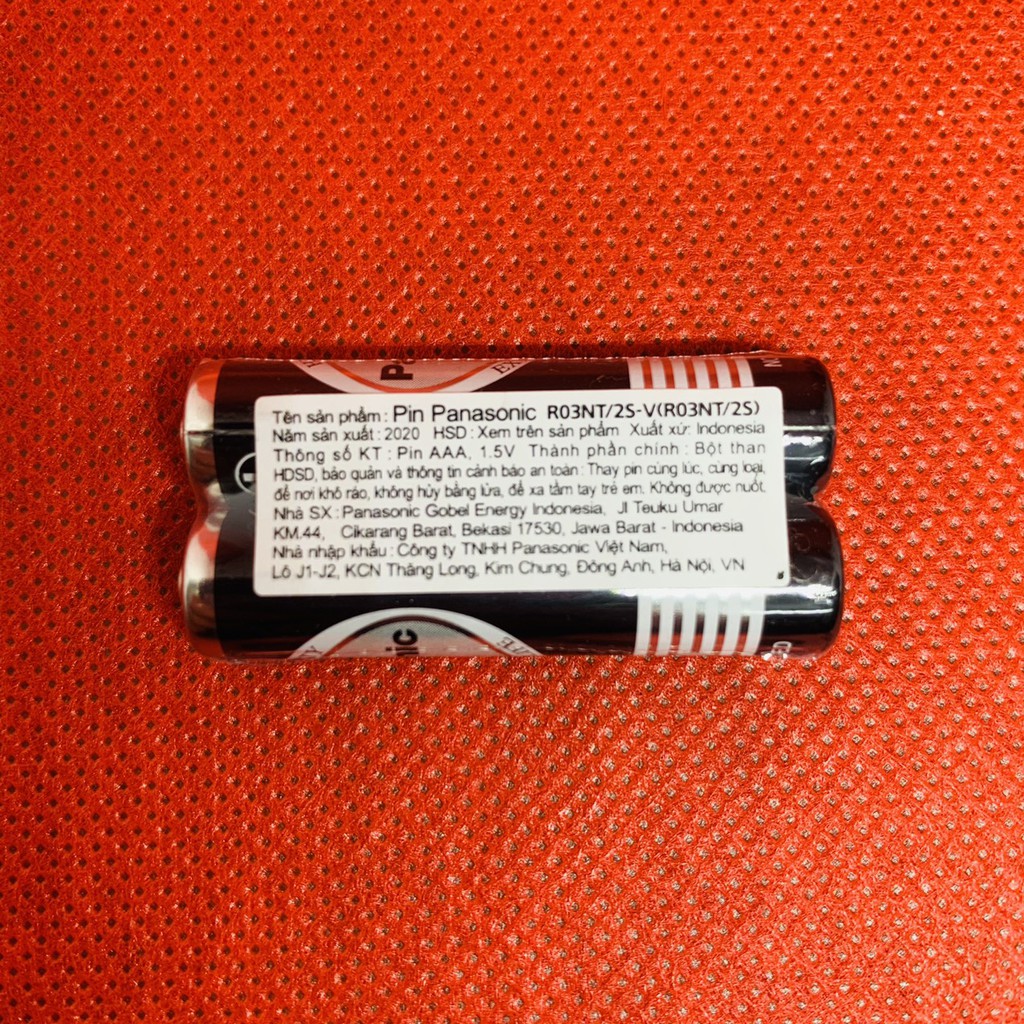 Tên sản phẩm : Pin Panasonic R03NT/2S-V(R03NT/2S)
Năm sản xuất : 2020 HSD : Xem trên sản phẩm Xuất xứ: Indonesia
Thông số KT : Pin AAA, 1.5V Thành phần chính : Bột than
HDSD, bảo quản và thông tin cảnh báo an toàn : Thay pin cùng lúc, cùng loại,
để nơi khô ráo, không hủy bằng lửa, để xa tầm tay trẻ em. Không được nuốt.
Nhà SX : Panasonic Gobel Energy Indonesia, Jl Teuku Umar
KM.44, Cikarang Barat, Bekasi 17530, Jawa Barat - Indonesia
Nhà nhập khẩu : Công ty TNHH Panasonic Việt Nam,
Lô J1-J2, KCN Thăng Long, Kim Chung, Đông Anh, Hà Nội, VN